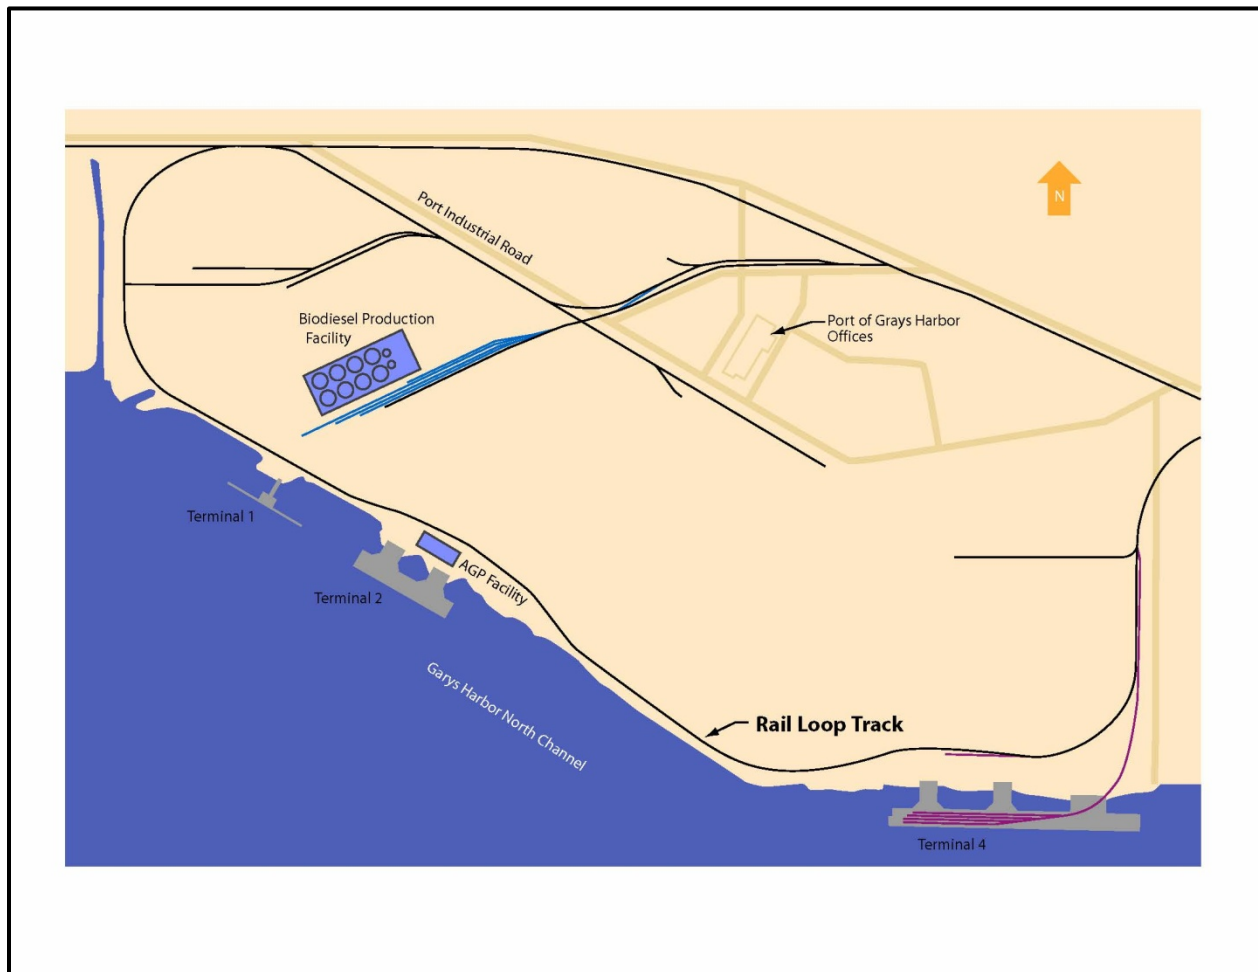 N
Port Industrial Road
Biodiesel Production
Facility
Port of Grays Harbor
Offices
Terminal 1
AGP Facility
Terminal 2
Garys Harbor North Channel
Rail Loop Track
Terminal 4